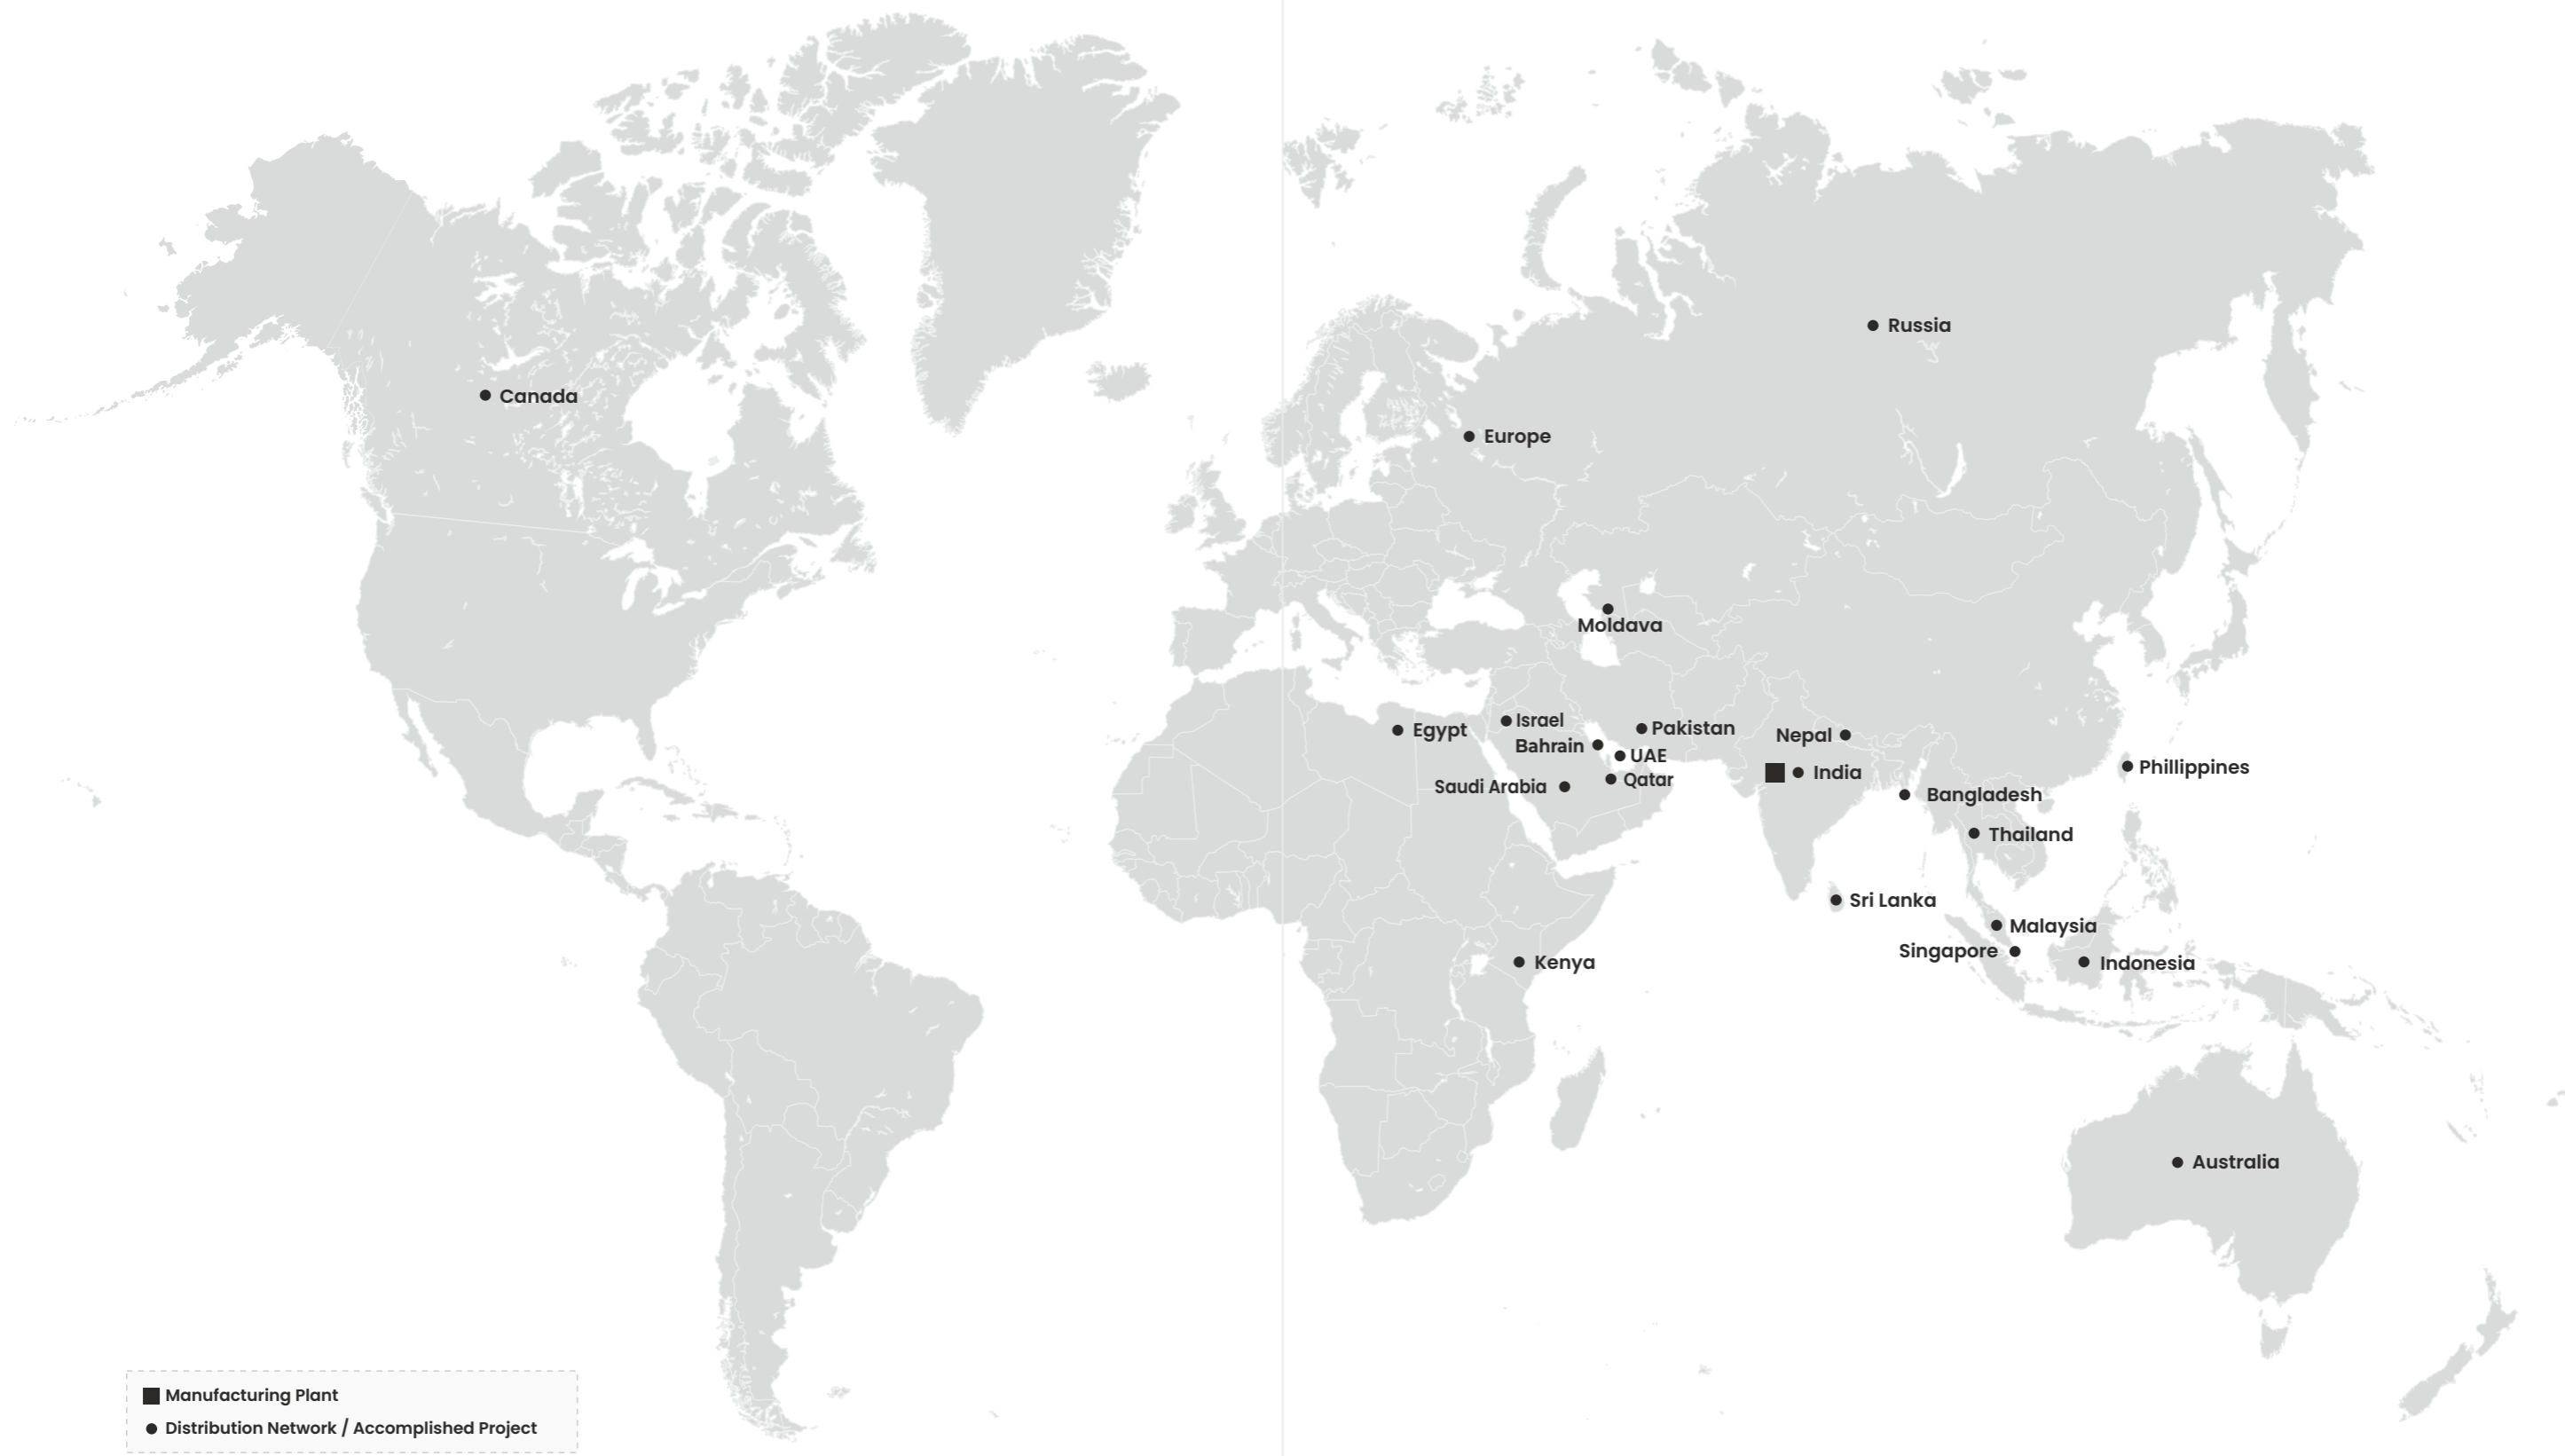 Russia
Canada
Europe
Moldava
Israel
Pakistan
Egypt
Nepal
Bahrain
UAE
Phillippines
India
Qatar
Saudi Arabia
Bangladesh
Thailand
Sri Lanka
Malaysia
Singapore
Kenya
Indonesia
Australia
Manufacturing Plant
Distribution Network / Accomplished Project